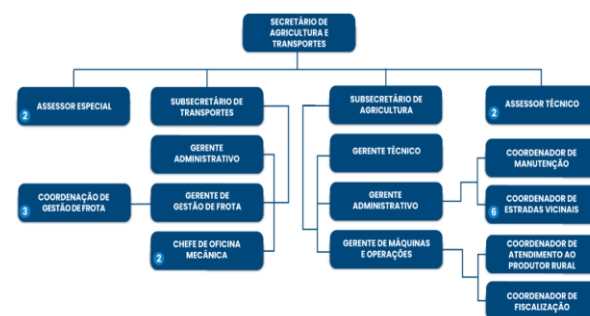 SECRETÁRIO DE
AGRICULTURA E
TRANSPORTES
2
ASSESSOR ESPECIAL
SUBSECRETÁRIO DE
TRANSPORTES
SUBSECRETÁRIO DE
AGRICULTURA
2
ASSESSOR TÉCNICO
GERENTE
ADMINISTRATIVO
GERENTE TÉCNICO
COORDENADOR DE
MANUTENÇÃO
3
COORDENAÇÃO DE
GESTÃO DE FROTA
GERENTE DE
GESTÃO DE FROTA
GERENTE
ADMINISTRATIVO
6
COORDENADOR DE
ESTRADAS VICINAIS
2
CHEFE DE OFICINA
MECÂNICA
GERENTE DE MÁQUINAS
E OPERAÇÕES
COORDENADOR DE
ATENDIMENTO AO
PRODUTOR RURAL
COORDENADOR DE
FISCALIZAÇÃO